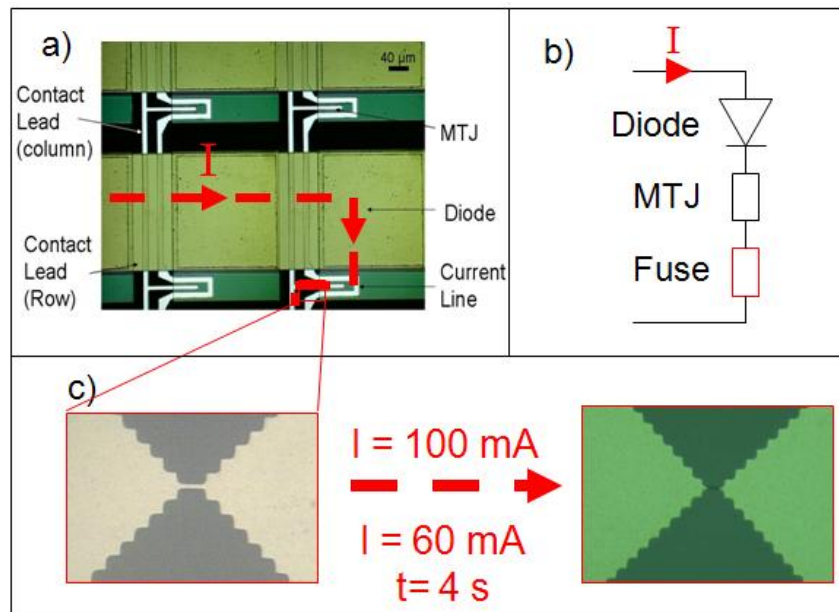 a)
40 µm
Contact
Lead
(column)
MTJ
I
Diode
Contact
Lead
(Row)
Current
Line
b)
I
Diode
MTJ
Fuse
c)
I = 100 mA
I = 60 mA
t= 4 s